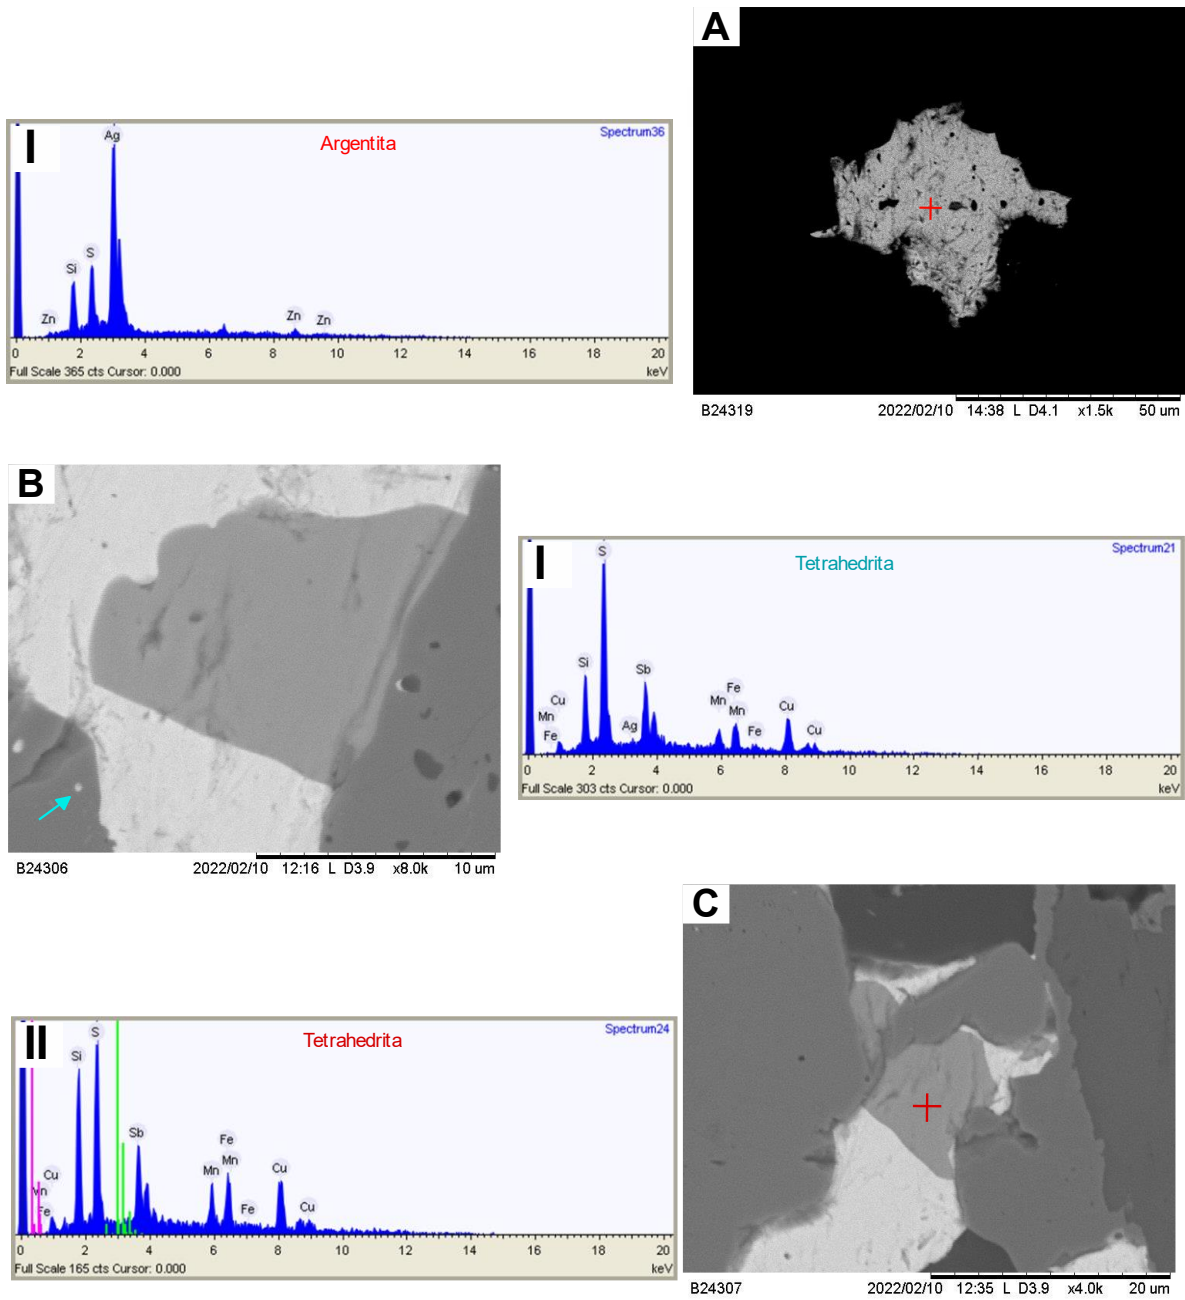 A
I
Argentita
Spectrum36
Ag
S
Si
Zn
Zn
Zn
0 2 4 6 8 10 12 14 16 18 20
Full Scale 365 cts Cursor: 0.000 keV
B24319 2022/02/10 14:38 L D4.1 x1.5k 50 um
B
B24306 2022/02/10 12:16 L D3.9 x8.0k 10 um
I
Tetrahedrita
Spectrum21
S
Si
Sb
Cu
Mn
Fe
Ag
Fe
Mn
Mn
Fe
Cu
Cu
0 2 4 6 8 10 12 14 16 18 20
Full Scale 303 cts Cursor: 0.000 keV
C
B24307 2022/02/10 12:35 L D3.9 x4.0k 20 um
II
Tetrahedrita
Spectrum24
S
Si
Sb
Cu
Fe
Mn
Mn
Fe
Cu
Cu
0 2 4 6 8 10 12 14 16 18 20
Full Scale 165 cts Cursor: 0.000 keV